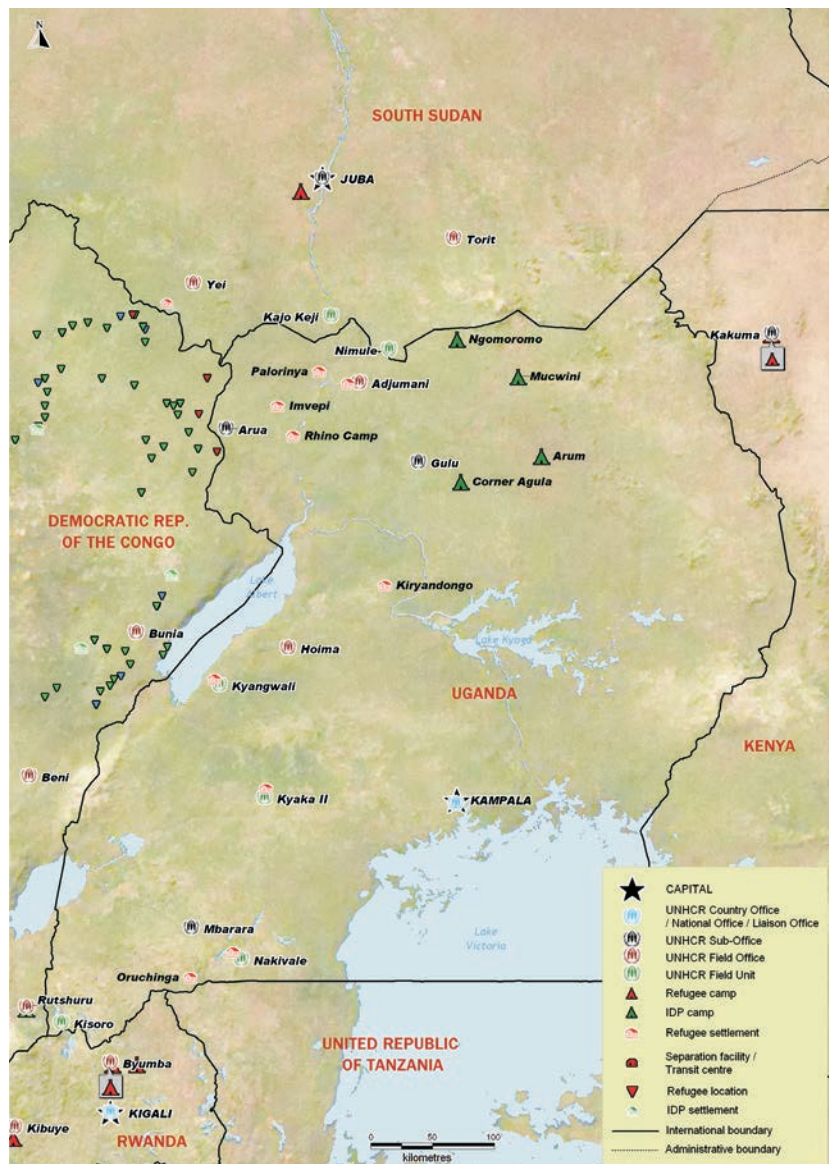 N
SOUTH SUDAN
JUBA
Torit
Yei
Kajo Keji
Nimule
Ngomoromo
Kakuma
Palorinya
Adjumani
Mucwini
Imvepi
Arua
Rhino Camp
Gulu
Arum
Corner Agula
DEMOCRATIC REP.
OF THE CONGO
Lake
Albert
Kiryandongo
Bunia
Hoima
Lake Kyoga
Kyangwali
UGANDA
KENYA
Beni
Kyaka II
KAMPALA
Mbarara
Lake
Victoria
Nakivale
Oruchinga
Rutshuru
Kisoro
UNITED REPUBLIC
OF TANZANIA
Byumba
KIGALI
Kibuye
RWANDA
CAPITAL
UNHCR Country Office
/ National Office / Liaison Office
UNHCR Sub-Office
UNHCR Field Office
UNHCR Field Unit
Refugee camp
IDP camp
Refugee settlement
Separation facility /
Transit centre
Refugee location
IDP settlement
International boundary
Administrative boundary
0 50 100
kilometres